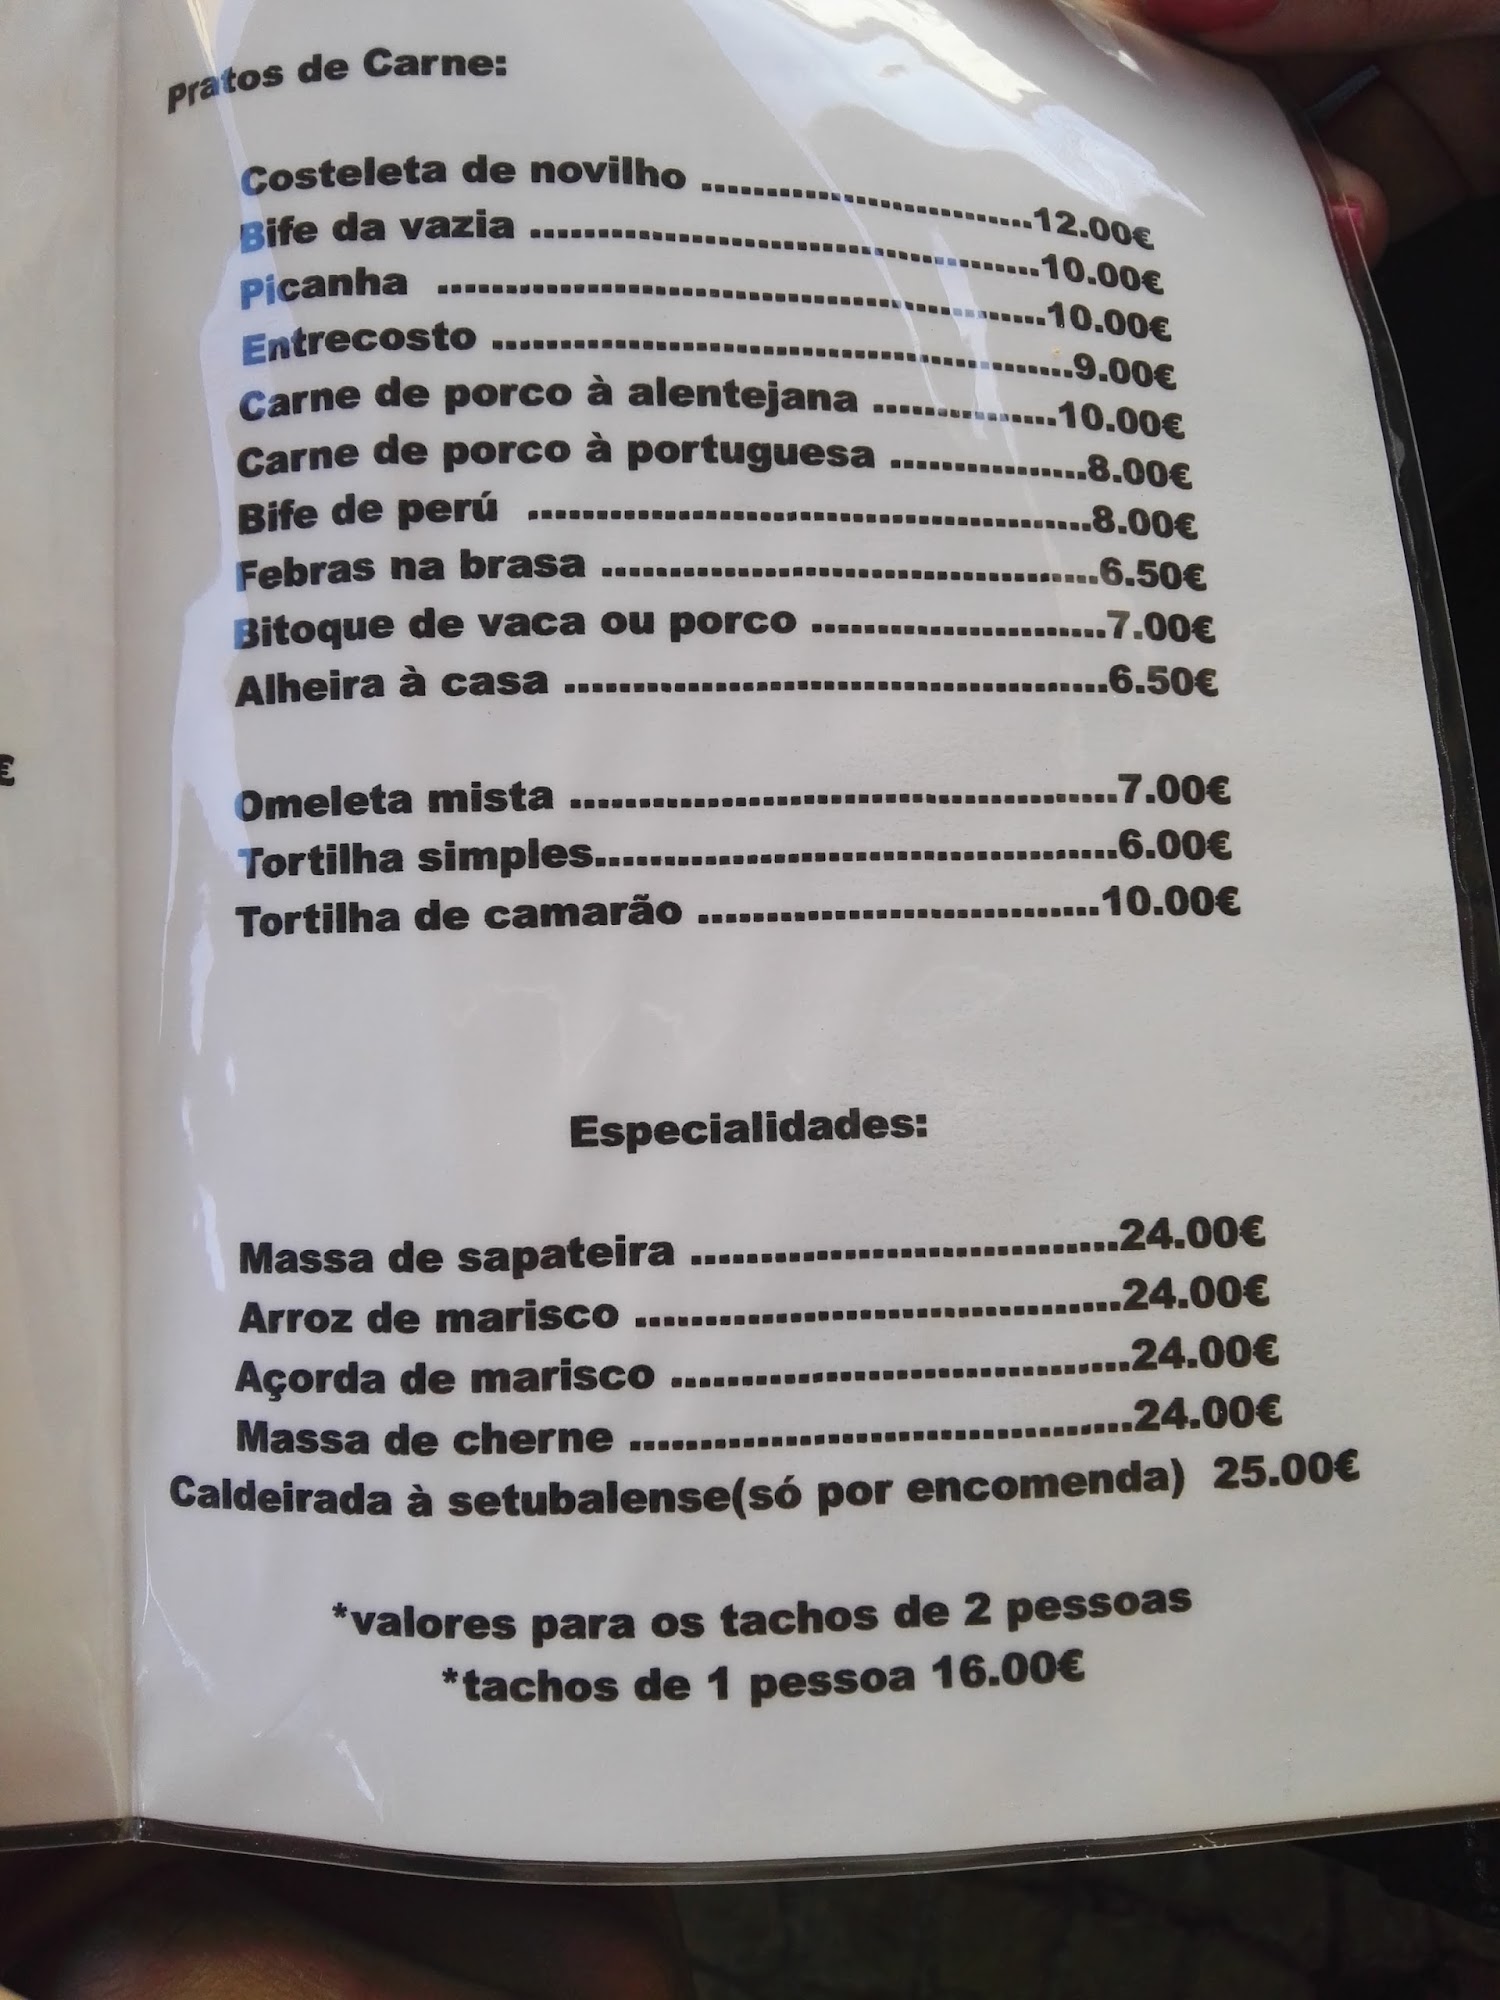 Pratos de Carne:
Costeleta de novilho ..............................12.00€
Bife da vazia ..........................................10.00€
Picanha ..................................................10.00€
Entrecosto ...............................................9.00€
Carne de porco à alentejana ...............10.00€
Carne de porco à portuguesa ................8.00€
Bife de perú ..............................................8.00€
Febras na brasa ........................................6.50€
Bitoque de vaca ou porco ........................7.00€
Alheira à casa ............................................6.50€
€
Omeleta mista ............................................7.00€
Tortilha simples..........................................6.00€
Tortilha de camarão ................................10.00€
Especialidades:
Massa de sapateira ................................24.00€
Arroz de marisco ....................................24.00€
Açorda de marisco ..................................24.00€
Massa de cherne .....................................24.00€
Caldeirada à setubalense(só por encomenda) 25.00€
*valores para os tachos de 2 pessoas
*tachos de 1 pessoa 16.00€